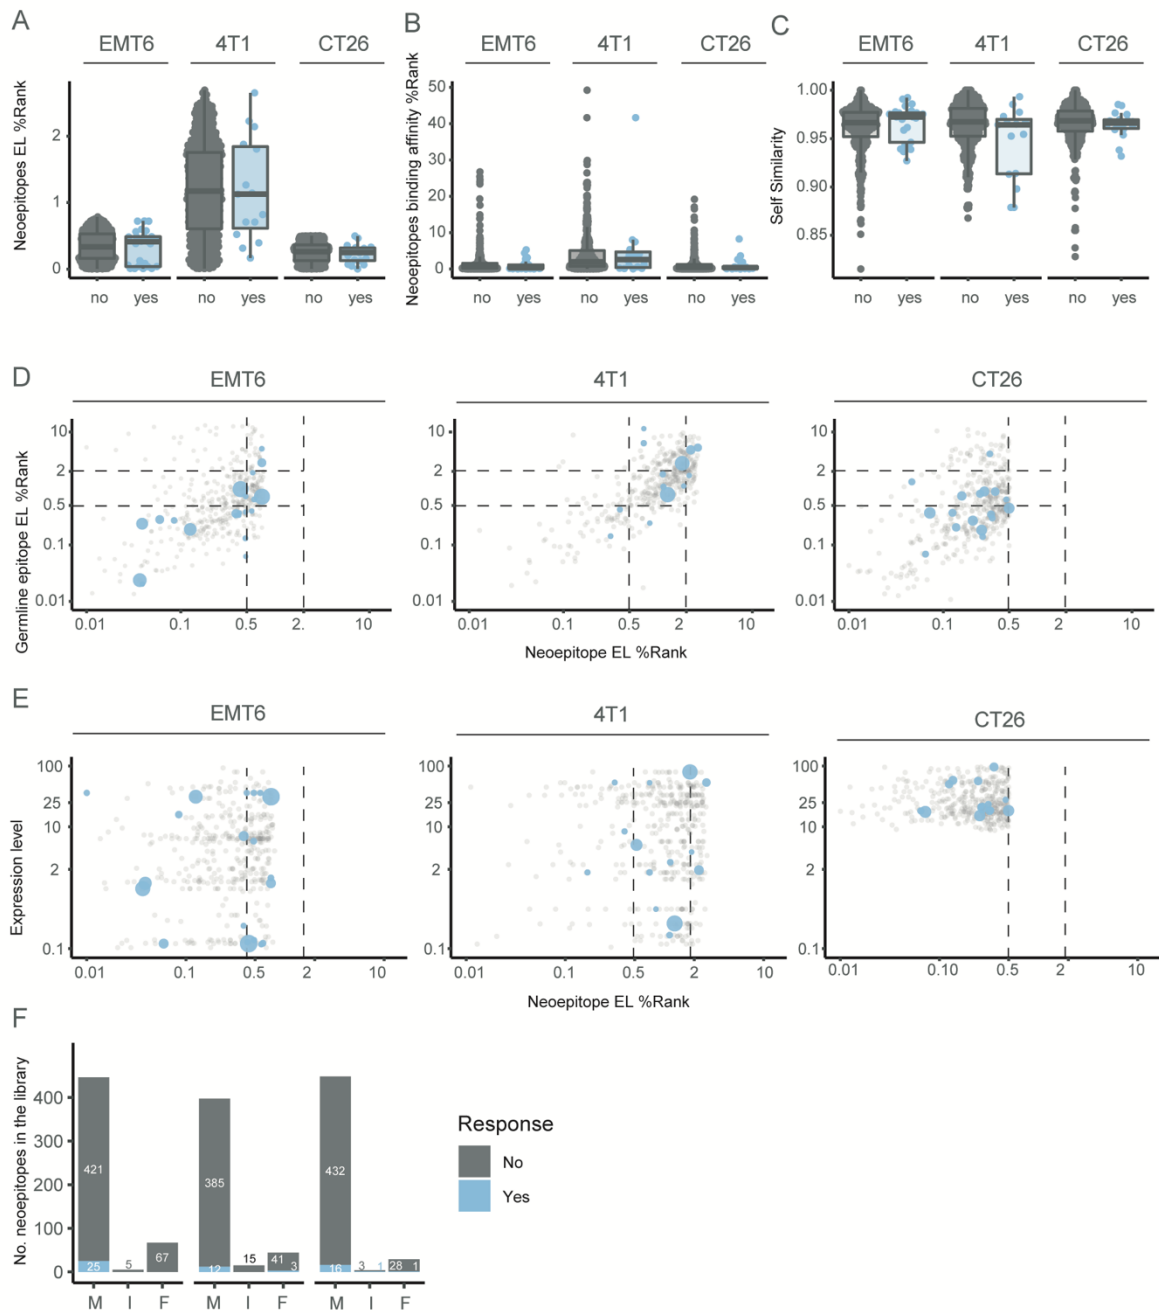 A
EMT6 4T1 CT26
Neoepitopes EL %Rank
2
1
0
no yes no yes no yes
B
EMT6 4T1 CT26
Neoepitopes binding affinity %Rank
50
40
30
20
10
0
no yes no yes no yes
C
EMT6 4T1 CT26
Self Similarity
1.00
0.95
0.90
0.85
no yes no yes no yes
D
EMT6 4T1 CT26
Germline epitope EL %Rank
10 10 10
2 2 2
0.5 0.5 0.5
0.1 0.1 0.1
0.01 0.01 0.01
0.01 0.1 0.5 2. 10 0.01 0.1 0.5 2 10 0.01 0.1 0.5 2 10
Neoepitope EL %Rank
E
EMT6 4T1 CT26
Expression level
100 100 100
25 25 25
10 10 10
2 2 2
0.1 0.1 0.1
0.01 0.1 0.5 2 10 0.01 0.1 0.5 2 10 0.01 0.10 0.5 2 10
Neoepitope EL %Rank
F
No. neoepitopes in the library
400
300
200
100
0
421 385 432
5 67 15 41 3 28 1
25 12 3 16 1
M I F M I F M I F
Response
No
Yes